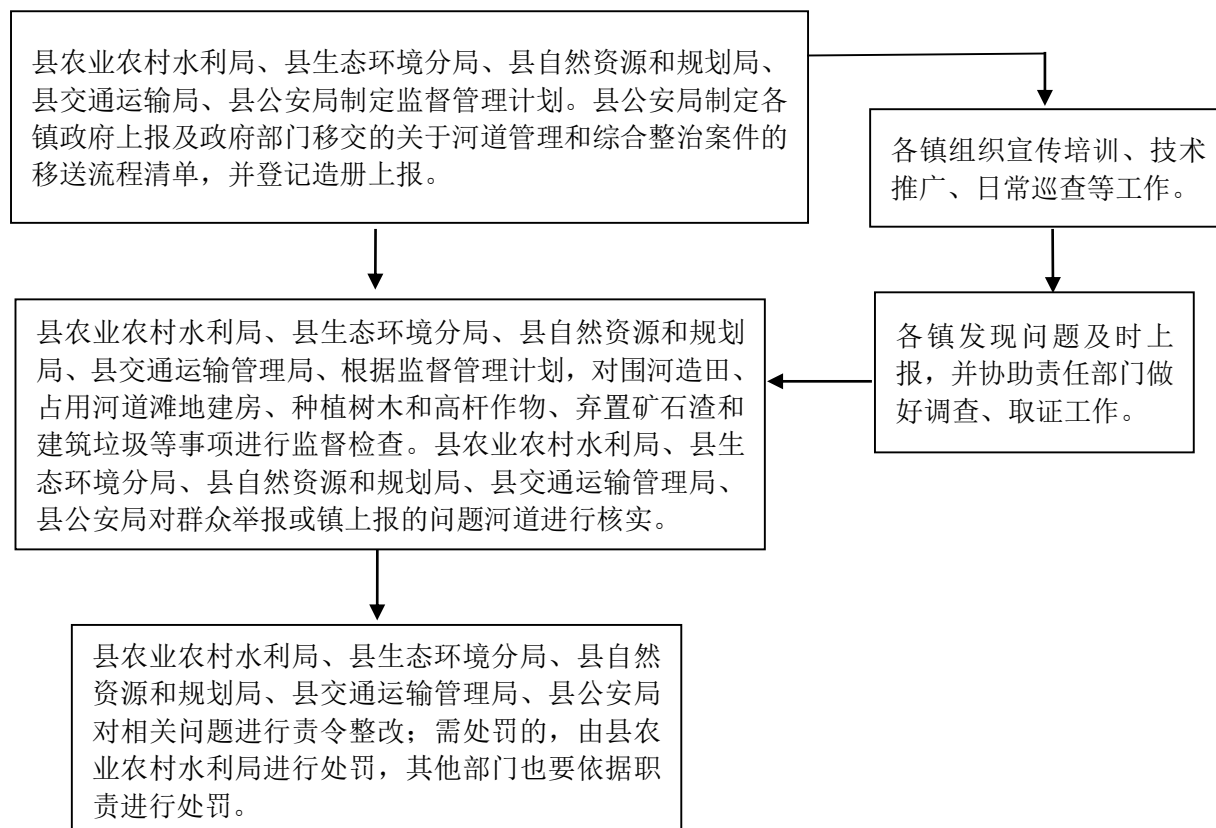 县农业农村水利局、县生态环境分局、县自然资源和规划局、
县交通运输局、县公安局制定监督管理计划。县公安局制定各
镇政府上报及政府部门移交的关于河道管理和综合整治案件的
移送流程清单，并登记造册上报。
各镇组织宣传培训、技术
推广、日常巡查等工作。
各镇发现问题及时上
报，并协助责任部门做
好调查、取证工作。
县农业农村水利局、县生态环境分局、县自然资源和规划
局、县交通运输管理局、根据监督管理计划，对围河造田、
占用河道滩地建房、种植树木和高杆作物、弃置矿石渣和
建筑垃圾等事项进行监督检查。县农业农村水利局、县生
态环境分局、县自然资源和规划局、县交通运输管理局、
县公安局对群众举报或镇上报的问题河道进行核实。
县农业农村水利局、县生态环境分局、县自然
资源和规划局、县交通运输管理局、县公安局
对相关问题进行责令整改；需处罚的，由县农
业农村水利局进行处罚，其他部门也要依据职
责进行处罚。